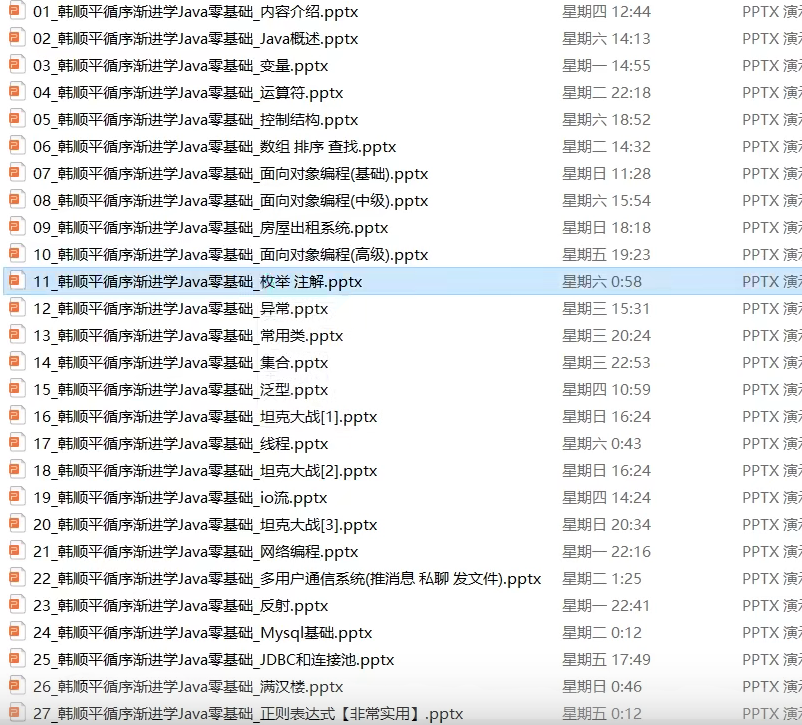 01_韩顺平循序渐进学Java零基础_内容介绍.pptx 星期四 12:44 PPTX 演
02_韩顺平循序渐进学Java零基础_Java概述.pptx 星期六 14:13 PPTX 演
03_韩顺平循序渐进学Java零基础_变量.pptx 星期一 14:55 PPTX 演
04_韩顺平循序渐进学Java零基础_运算符.pptx 星期二 22:18 PPTX 演
05_韩顺平循序渐进学Java零基础_控制结构.pptx 星期六 18:52 PPTX 演
06_韩顺平循序渐进学Java零基础_数组 排序 查找.pptx 星期二 14:32 PPTX 演
07_韩顺平循序渐进学Java零基础_面向对象编程(基础).pptx 星期日 11:28 PPTX 演
08_韩顺平循序渐进学Java零基础_面向对象编程(中级).pptx 星期六 15:54 PPTX 演
09_韩顺平循序渐进学Java零基础_房屋出租系统.pptx 星期日 18:18 PPTX 演
10_韩顺平循序渐进学Java零基础_面向对象编程(高级).pptx 星期五 19:23 PPTX 演
11_韩顺平循序渐进学Java零基础_枚举 注解.pptx 星期六 0:58 PPTX 演
12_韩顺平循序渐进学Java零基础_异常.pptx 星期三 15:31 PPTX 演
13_韩顺平循序渐进学Java零基础_常用类.pptx 星期三 20:24 PPTX 演
14_韩顺平循序渐进学Java零基础_集合.pptx 星期三 22:53 PPTX 演
15_韩顺平循序渐进学Java零基础_泛型.pptx 星期四 10:59 PPTX 演
16_韩顺平循序渐进学Java零基础_坦克大战[1].pptx 星期日 16:24 PPTX 演
17_韩顺平循序渐进学Java零基础_线程.pptx 星期六 0:43 PPTX 演
18_韩顺平循序渐进学Java零基础_坦克大战[2].pptx 星期日 16:24 PPTX 演
19_韩顺平循序渐进学Java零基础_io流.pptx 星期四 14:24 PPTX 演
20_韩顺平循序渐进学Java零基础_坦克大战[3].pptx 星期日 20:34 PPTX 演
21_韩顺平循序渐进学Java零基础_网络编程.pptx 星期一 22:16 PPTX 演
22_韩顺平循序渐进学Java零基础_多用户通信系统(推消息 私聊 发文件).pptx 星期二 1:25 PPTX 演
23_韩顺平循序渐进学Java零基础_反射.pptx 星期一 22:41 PPTX 演
24_韩顺平循序渐进学Java零基础_Mysql基础.pptx 星期二 0:12 PPTX 演
25_韩顺平循序渐进学Java零基础_JDBC和连接池.pptx 星期五 17:49 PPTX 演
26_韩顺平循序渐进学Java零基础_满汉楼.pptx 星期日 0:46 PPTX 演
27_韩顺平循序渐进学Java零基础_正则表达式【非常实用】.pptx 星期五 0:12 PPTX 演